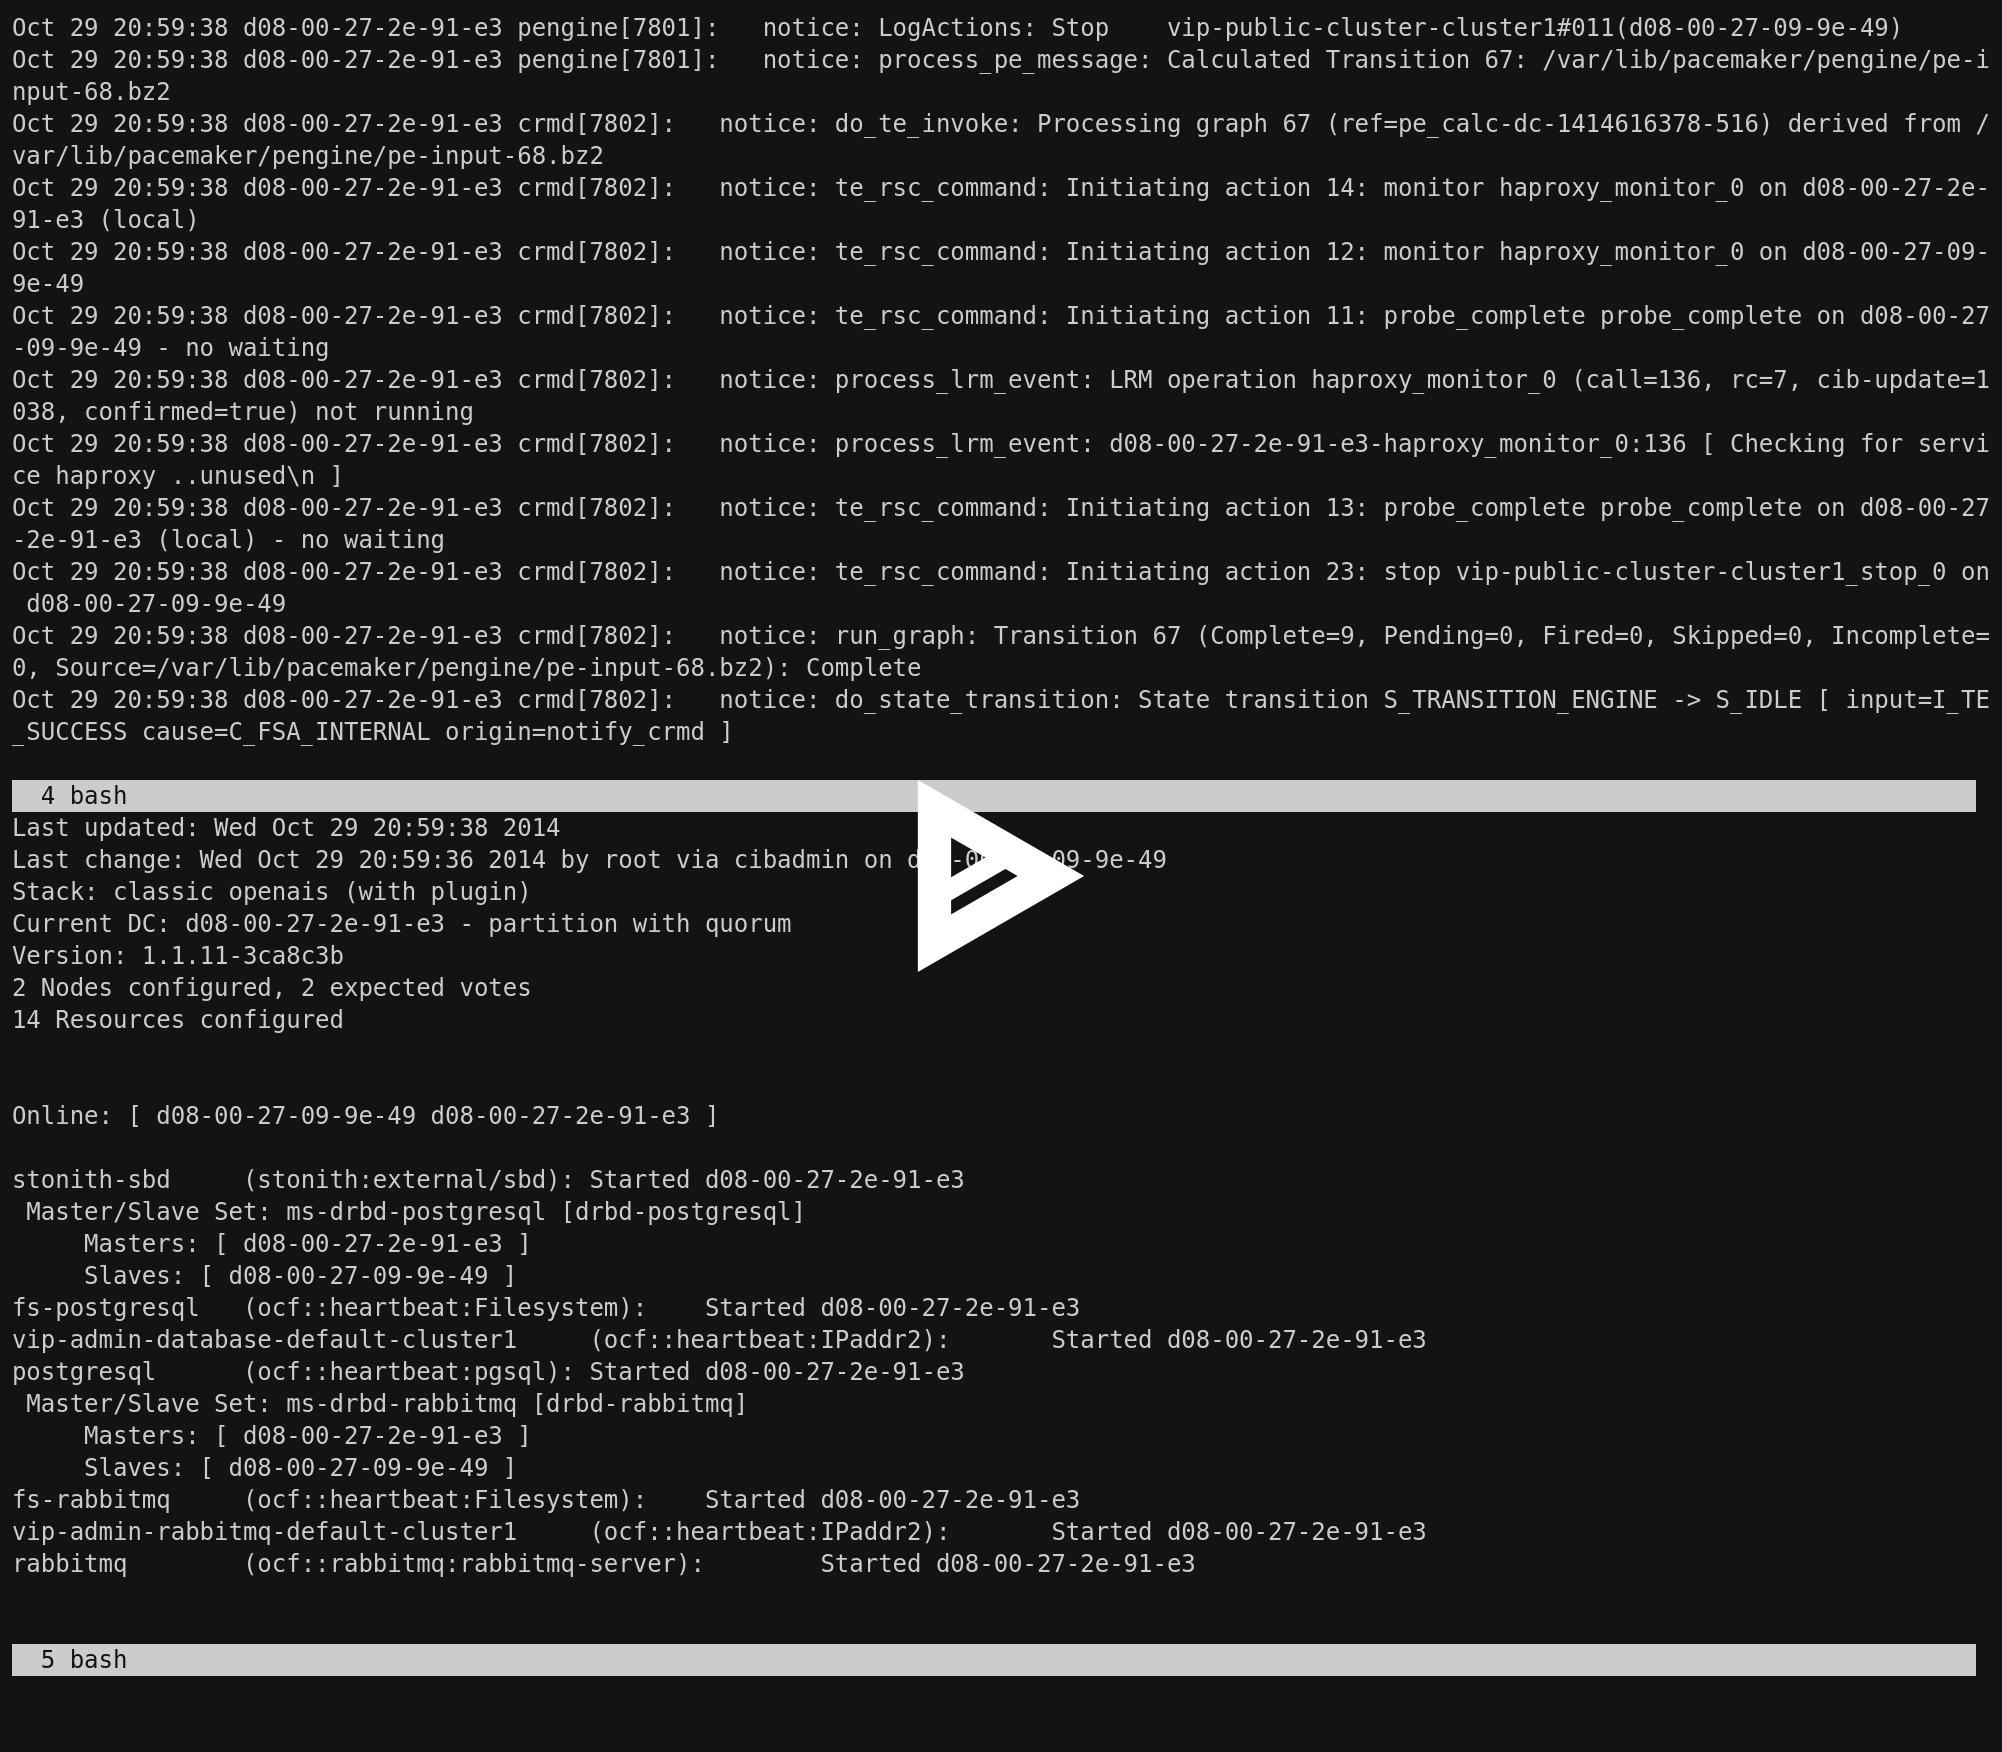 Oct 29 20:59:38 d08-00-27-2e-91-e3 pengine[7801]:   notice: LogActions: Stop    vip-public-cluster-cluster1#011(d08-00-27-09-9e-49)
Oct 29 20:59:38 d08-00-27-2e-91-e3 pengine[7801]:   notice: process_pe_message: Calculated Transition 67: /var/lib/pacemaker/pengine/pe-i
nput-68.bz2
Oct 29 20:59:38 d08-00-27-2e-91-e3 crmd[7802]:   notice: do_te_invoke: Processing graph 67 (ref=pe_calc-dc-1414616378-516) derived from /
var/lib/pacemaker/pengine/pe-input-68.bz2
Oct 29 20:59:38 d08-00-27-2e-91-e3 crmd[7802]:   notice: te_rsc_command: Initiating action 14: monitor haproxy_monitor_0 on d08-00-27-2e-
91-e3 (local)
Oct 29 20:59:38 d08-00-27-2e-91-e3 crmd[7802]:   notice: te_rsc_command: Initiating action 12: monitor haproxy_monitor_0 on d08-00-27-09-
9e-49
Oct 29 20:59:38 d08-00-27-2e-91-e3 crmd[7802]:   notice: te_rsc_command: Initiating action 11: probe_complete probe_complete on d08-00-27
-09-9e-49 - no waiting
Oct 29 20:59:38 d08-00-27-2e-91-e3 crmd[7802]:   notice: process_lrm_event: LRM operation haproxy_monitor_0 (call=136, rc=7, cib-update=1
038, confirmed=true) not running
Oct 29 20:59:38 d08-00-27-2e-91-e3 crmd[7802]:   notice: process_lrm_event: d08-00-27-2e-91-e3-haproxy_monitor_0:136 [ Checking for servi
ce haproxy ..unused\n ]
Oct 29 20:59:38 d08-00-27-2e-91-e3 crmd[7802]:   notice: te_rsc_command: Initiating action 13: probe_complete probe_complete on d08-00-27
-2e-91-e3 (local) - no waiting
Oct 29 20:59:38 d08-00-27-2e-91-e3 crmd[7802]:   notice: te_rsc_command: Initiating action 23: stop vip-public-cluster-cluster1_stop_0 on
 d08-00-27-09-9e-49
Oct 29 20:59:38 d08-00-27-2e-91-e3 crmd[7802]:   notice: run_graph: Transition 67 (Complete=9, Pending=0, Fired=0, Skipped=0, Incomplete=
0, Source=/var/lib/pacemaker/pengine/pe-input-68.bz2): Complete
Oct 29 20:59:38 d08-00-27-2e-91-e3 crmd[7802]:   notice: do_state_transition: State transition S_TRANSITION_ENGINE -> S_IDLE [ input=I_TE
_SUCCESS cause=C_FSA_INTERNAL origin=notify_crmd ]
4 bash
Last updated: Wed Oct 29 20:59:38 2014
Last change: Wed Oct 29 20:59:36 2014 by root via cibadmin on
Stack: classic openais (with plugin)
Current DC: d08-00-27-2e-91-e3 - partition with quorum
Version: 1.1.11-3ca8c3b
2 Nodes configured, 2 expected votes
14 Resources configured
Online: [ d08-00-27-09-9e-49 d08-00-27-2e-91-e3 ]
stonith-sbd     (stonith:external/sbd): Started d08-00-27-2e-91-e3
 Master/Slave Set: ms-drbd-postgresql [drbd-postgresql]
     Masters: [ d08-00-27-2e-91-e3 ]
     Slaves: [ d08-00-27-09-9e-49 ]
fs-postgresql   (ocf::heartbeat:Filesystem):    Started d08-00-27-2e-91-e3
vip-admin-database-default-cluster1     (ocf::heartbeat:IPaddr2):       Started d08-00-27-2e-91-e3
postgresql      (ocf::heartbeat:pgsql): Started d08-00-27-2e-91-e3
 Master/Slave Set: ms-drbd-rabbitmq [drbd-rabbitmq]
     Masters: [ d08-00-27-2e-91-e3 ]
     Slaves: [ d08-00-27-09-9e-49 ]
fs-rabbitmq     (ocf::heartbeat:Filesystem):    Started d08-00-27-2e-91-e3
vip-admin-rabbitmq-default-cluster1     (ocf::heartbeat:IPaddr2):       Started d08-00-27-2e-91-e3
rabbitmq        (ocf::rabbitmq:rabbitmq-server):        Started d08-00-27-2e-91-e3
5 bash